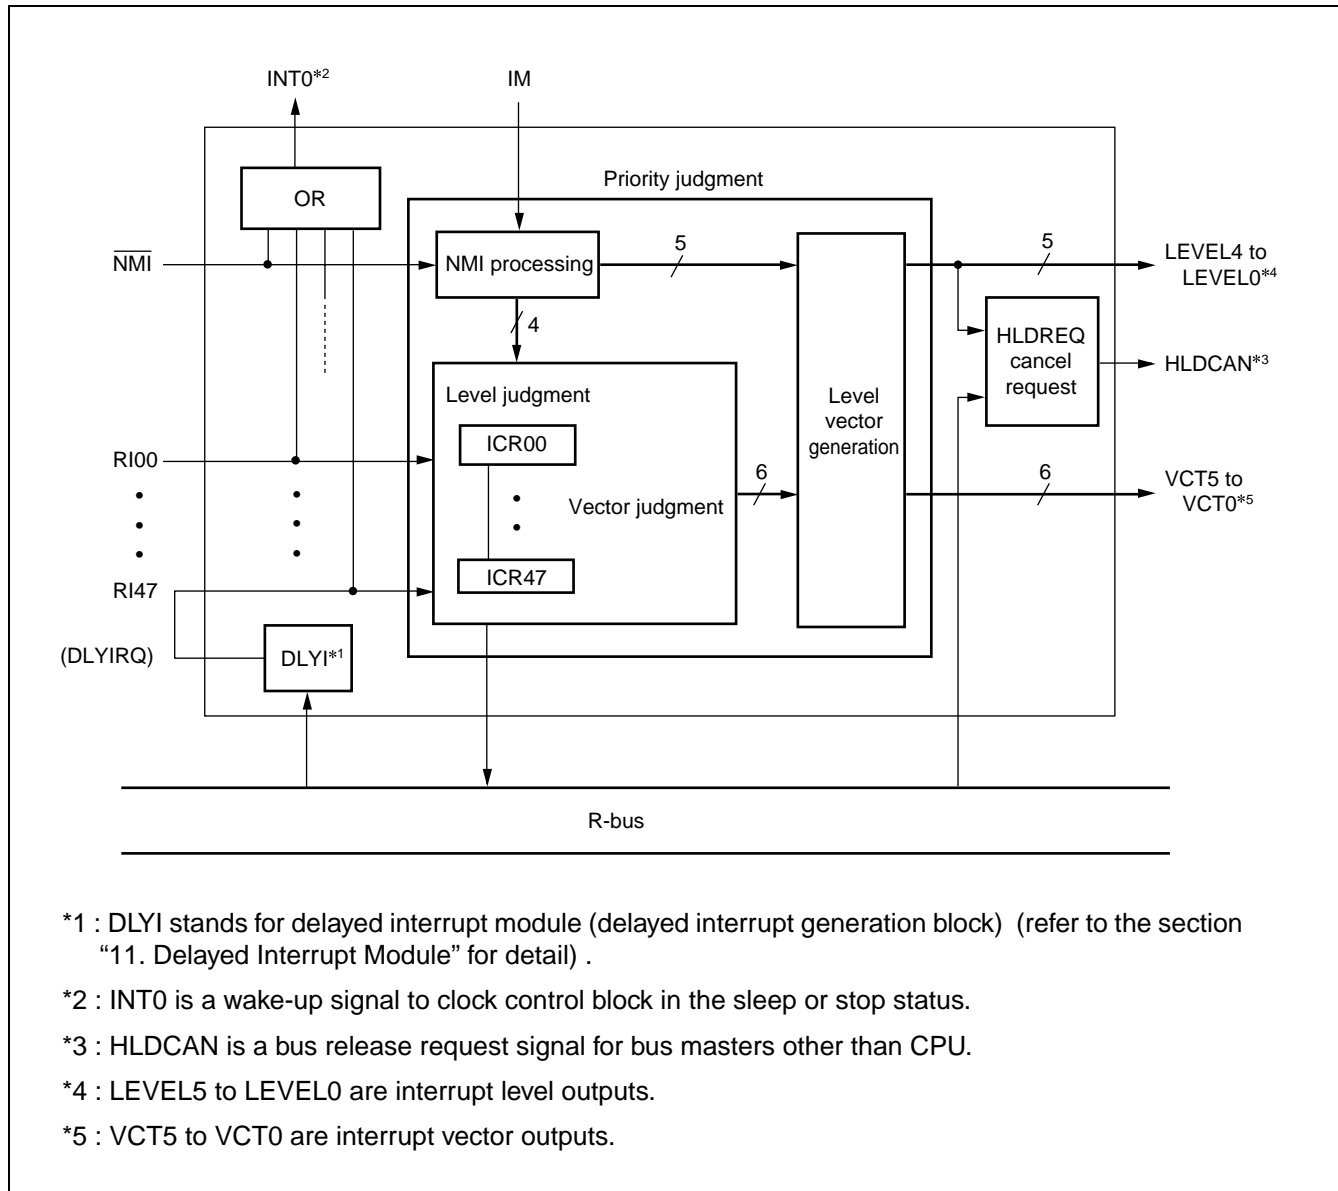 INT0*2
IM
Priority judgment
OR
NMI
NMI processing
5
5
LEVEL4 to
LEVEL0*4
4
HLDREQ
cancel
request
HLDCAN*3
Level judgment
ICR00
Level
vector
generation
RI00
Vector judgment
6
6
VCT5 to
VCT0*5
ICR47
RI47
(DLYIRQ)
DLYI*1
R-bus
*1 : DLYI stands for delayed interrupt module (delayed interrupt generation block) (refer to the section
“11. Delayed Interrupt Module” for detail) .
*2 : INT0 is a wake-up signal to clock control block in the sleep or stop status.
*3 : HLDCAN is a bus release request signal for bus masters other than CPU.
*4 : LEVEL5 to LEVEL0 are interrupt level outputs.
*5 : VCT5 to VCT0 are interrupt vector outputs.